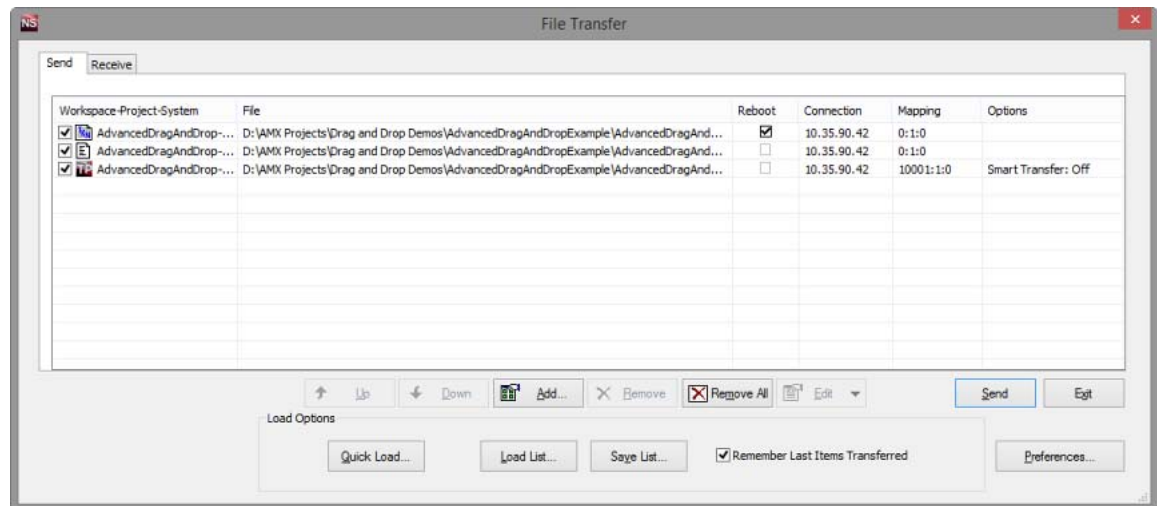 NS File Transfer
Send Receive
Workspace-Project-System File Reboot Connection Mapping Options
AdvancedDragAndDrop-... D:\AMX Projects\Drag and Drop Demos\AdvancedDragAndDropExample\AdvancedDragAnd... 10.35.90.42 0:1:0
AdvancedDragAndDrop-... D:\AMX Projects\Drag and Drop Demos\AdvancedDragAndDropExample\AdvancedDragAnd... 10.35.90.42 0:1:0
AdvancedDragAndDrop-... D:\AMX Projects\Drag and Drop Demos\AdvancedDragAndDropExample\AdvancedDragAnd... 10.35.90.42 10001:1:0 Smart Transfer: Off
Up Down Add... Remove Remove All Edit Send Exit
Load Options
Quick Load... Load List... Save List... Remember Last Items Transferred Preferences...